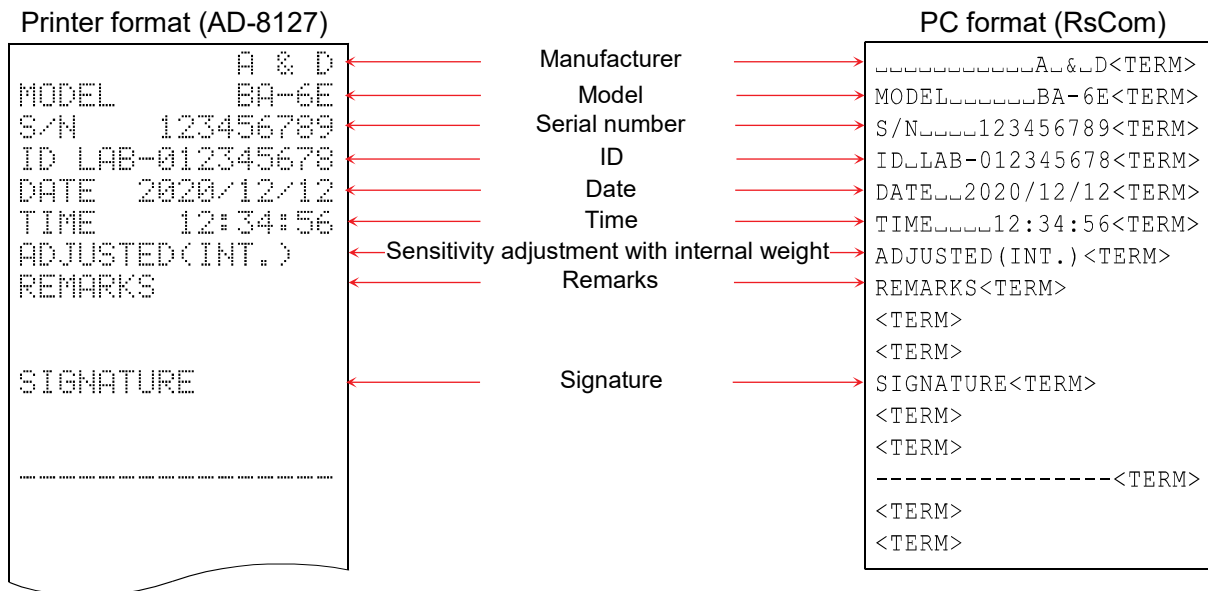 Printer format (AD-8127)
A & D
MODEL BA-6E
S/N 123456789
ID LAB-012345678
DATE 2020/12/12
TIME 12:34:56
ADJUSTED(INT.)
REMARKS
SIGNATURE
----------------
Manufacturer
Model
Serial number
ID
Date
Time
Sensitivity adjustment with internal weight
Remarks
Signature
PC format (RsCom)
␣␣␣␣␣␣␣␣␣␣␣A␣&␣D<TERM>
MODEL␣␣␣␣␣␣BA-6E<TERM>
S/N␣␣␣␣123456789<TERM>
ID␣LAB-012345678<TERM>
DATE␣␣2020/12/12<TERM>
TIME␣␣␣␣12:34:56<TERM>
ADJUSTED(INT.)<TERM>
REMARKS<TERM>
<TERM>
<TERM>
SIGNATURE<TERM>
<TERM>
<TERM>
----------------<TERM>
<TERM>
<TERM>